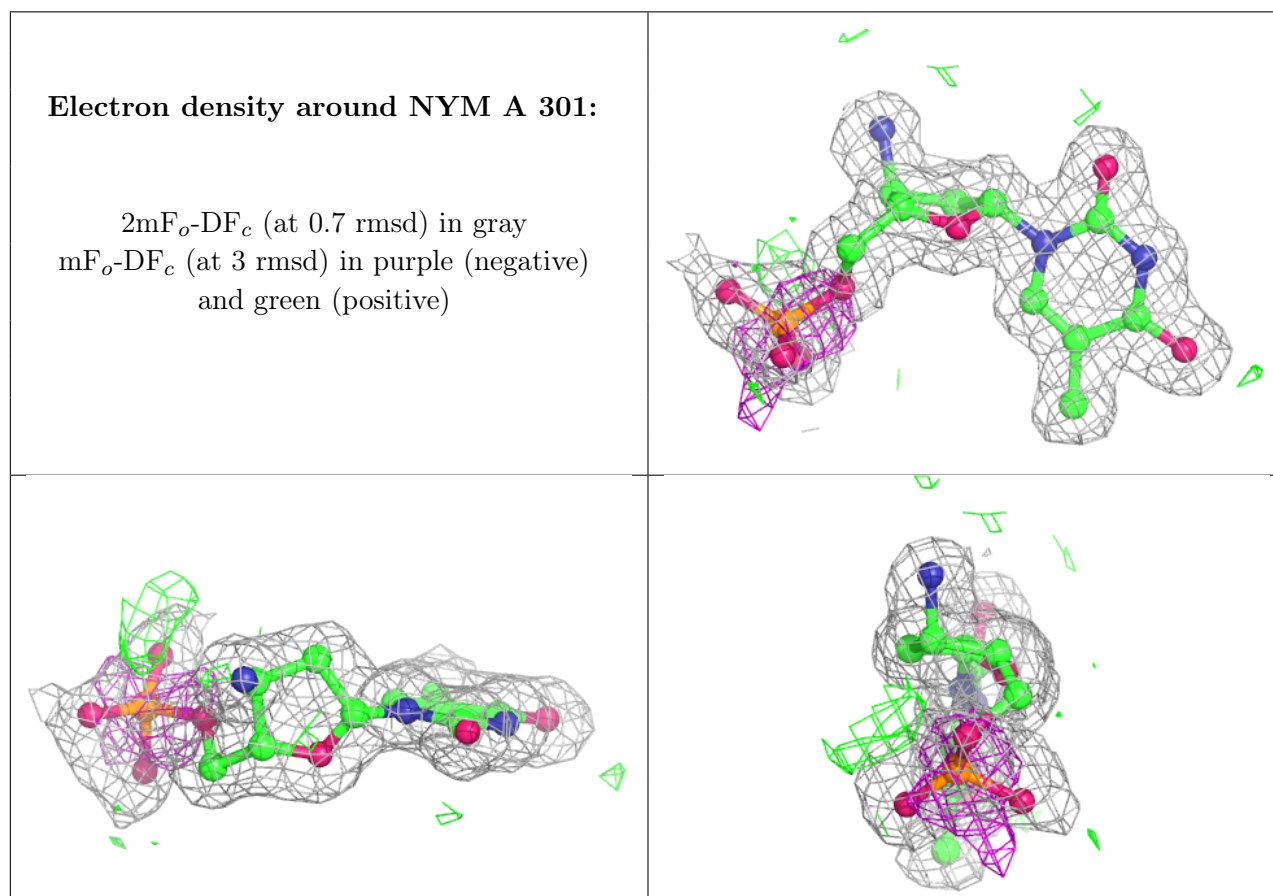 Electron density around NYM A 301:
2mFo-DFc (at 0.7 rmsd) in gray
mFo-DFc (at 3 rmsd) in purple (negative)
and green (positive)